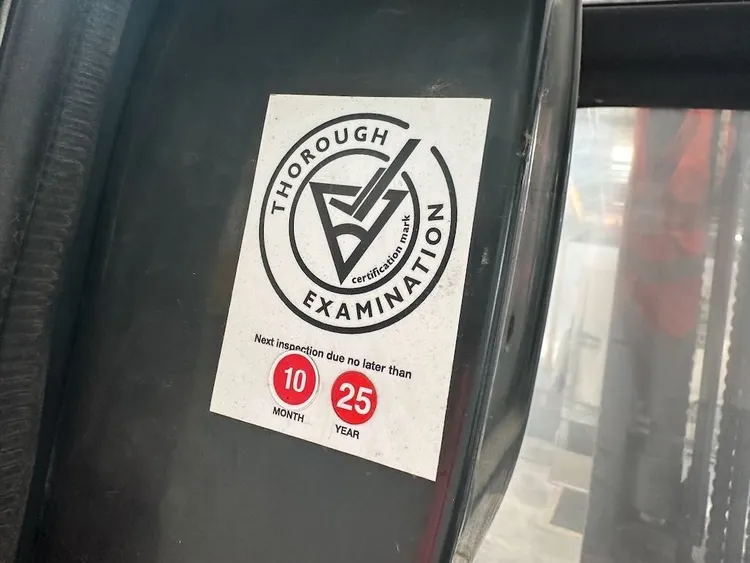 THOROUGH
EXAMINATION
certification mark
Next inspection due no later than
10 25
MONTH YEAR